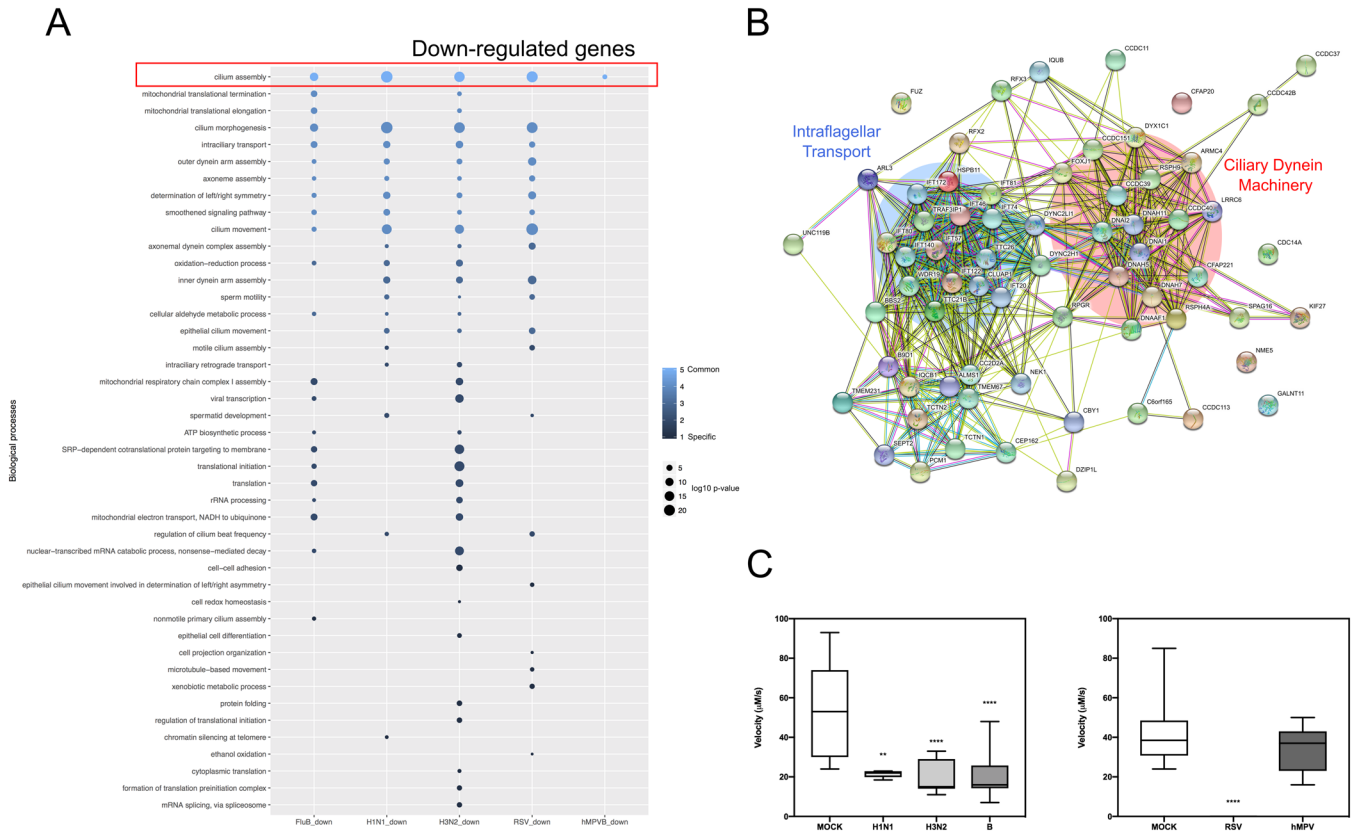 A
Down-regulated genes
cilium assembly
mitochondrial translational termination
mitochondrial translational elongation
cilium morphogenesis
intraciliary transport
outer dynein arm assembly
axoneme assembly
determination of left/right symmetry
smoothened signaling pathway
cilium movement
axonemal dynein complex assembly
oxidation−reduction process
inner dynein arm assembly
sperm motility
cellular aldehyde metabolic process
epithelial cilium movement
motile cilium assembly
intraciliary retrograde transport
mitochondrial respiratory chain complex I assembly
viral transcription
spermatid development
ATP biosynthetic process
SRP−dependent cotranslational protein targeting to membrane
translational initiation
translation
rRNA processing
mitochondrial electron transport, NADH to ubiquinone
regulation of cilium beat frequency
nuclear−transcribed mRNA catabolic process, nonsense−mediated decay
cell−cell adhesion
epithelial cilium movement involved in determination of left/right asymmetry
cell redox homeostasis
nonmotile primary cilium assembly
epithelial cell differentiation
cell projection organization
microtubule−based movement
xenobiotic metabolic process
protein folding
regulation of translational initiation
chromatin silencing at telomere
ethanol oxidation
cytoplasmic translation
formation of translation preinitiation complex
mRNA splicing, via spliceosome
Biological processes
FluB_down
H1N1_down
H3N2_down
RSV_down
hMPVB_down
5 Common
4
3
2
1 Specific
5
10
15
20
log10 p-value
B
Intraflagellar
Transport
Ciliary Dynein
Machinery
CCDC37
CCDC11
IQUB
RFX3
CCDC42B
FUZ
CFAP20
DYX1C1
CCDC151
RFX2
ARMC4
FOXJ1
RSPH9
ARL3
HSPB11
IFT172
IFT81
CCDC39
LRRC6
TRAF3IP1
IFT46
IFT74
DYNC2LI1
CCDC40
DNAH11
DNAI2
UNC119B
IFT80
IFT57
IFT140
TTC26
DNAI1
CDC14A
DYNC2H1
DNAH5
CFAP221
WDR19
IFT122
CLUAP1
IFT20
DNAH7
BBS2
TTC21B
RPGR
RSPH4A
SPAG16
KIF27
DNAAF1
NME5
B9D1
CC2D2A
IQCB1
ALMS1
NEK1
TMEM67
GALNT11
TMEM231
TCTN2
CBY1
C6orf165
CCDC113
TCTN1
CEP162
SEPT2
PCM1
DZIP1L
C
Velocity (µM/s)
100
80
60
40
20
0
**
****
****
MOCK
H1N1
H3N2
B
Velocity (µM/s)
100
80
60
40
20
0
****
MOCK
RSV
hMPV